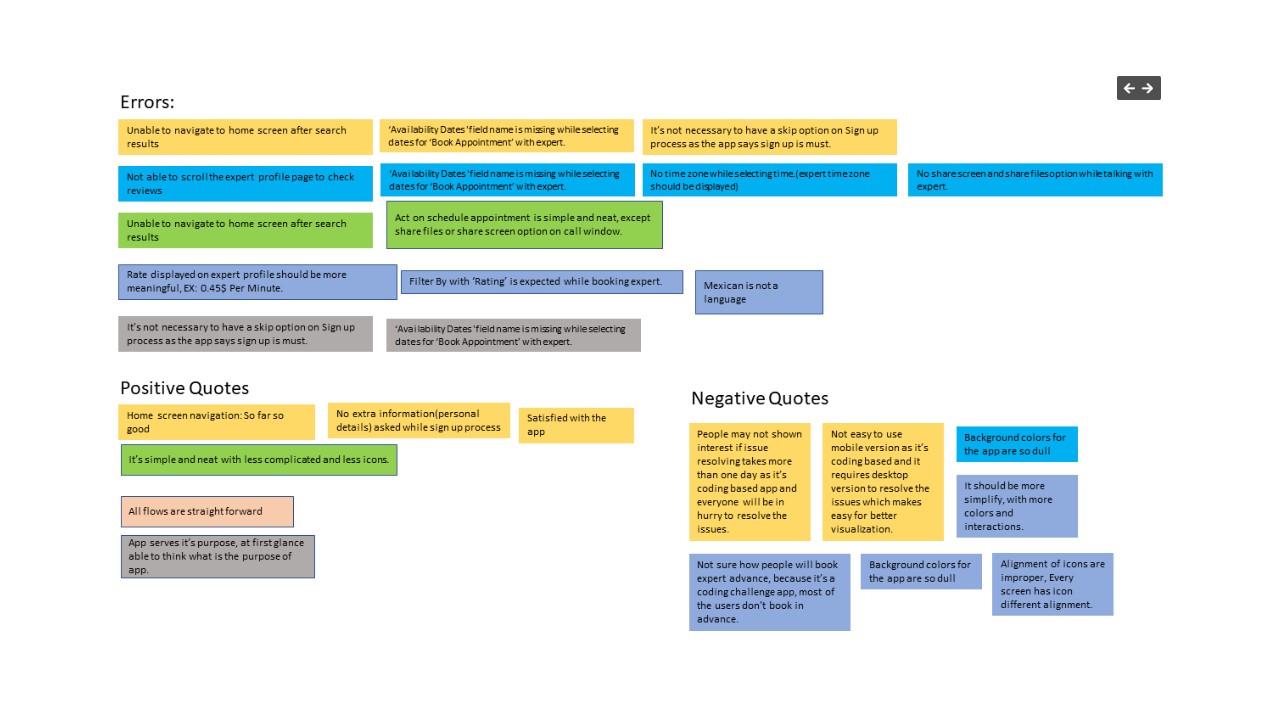 Errors:
Unable to navigate to home screen after search
results
'Availability Dates 'field name is missing while selecting
dates for 'Book Appointment' with expert.
It's not necessary to have a skip option on Sign up
process as the app says sign up is must.
Not able to scroll the expert profile page to check
reviews
'Availability Dates 'field name is missing while selecting
dates for 'Book Appointment' with expert.
No time zone while selecting time.(expert time zone
should be displayed)
No share screen and share files option while talking with
expert.
Unable to navigate to home screen after search
results
Act on schedule appointment is simple and neat, except
share files or share screen option on call window.
Rate displayed on expert profile should be more
meaningful, EX: 0.45$ Per Minute.
Filter By with 'Rating' is expected while booking expert.
Mexican is not a
language
It's not necessary to have a skip option on Sign up
process as the app says sign up is must.
'Availability Dates 'field name is missing while selecting
dates for 'Book Appointment' with expert.
Positive Quotes
Home screen navigation: So far so
good
No extra information(personal
details) asked while sign up process
Satisfied with the
app
It's simple and neat with less complicated and less icons.
All flows are straight forward
App serves it's purpose, at first glance
able to think what is the purpose of
app.
Negative Quotes
People may not shown
interest if issue
resolving takes more
than one day as it's
coding based app and
everyone will be in
hurry to resolve the
issues.
Not easy to use
mobile version as it's
coding based and it
requires desktop
version to resolve the
issues which makes
easy for better
visualization.
Background colors for
the app are so dull
It should be more
simplify, with more
colors and
interactions.
Not sure how people will book
expert advance, because it's a
coding challenge app, most of
the users don't book in
advance.
Background colors for
the app are so dull
Alignment of icons are
improper, Every
screen has icon
different alignment.